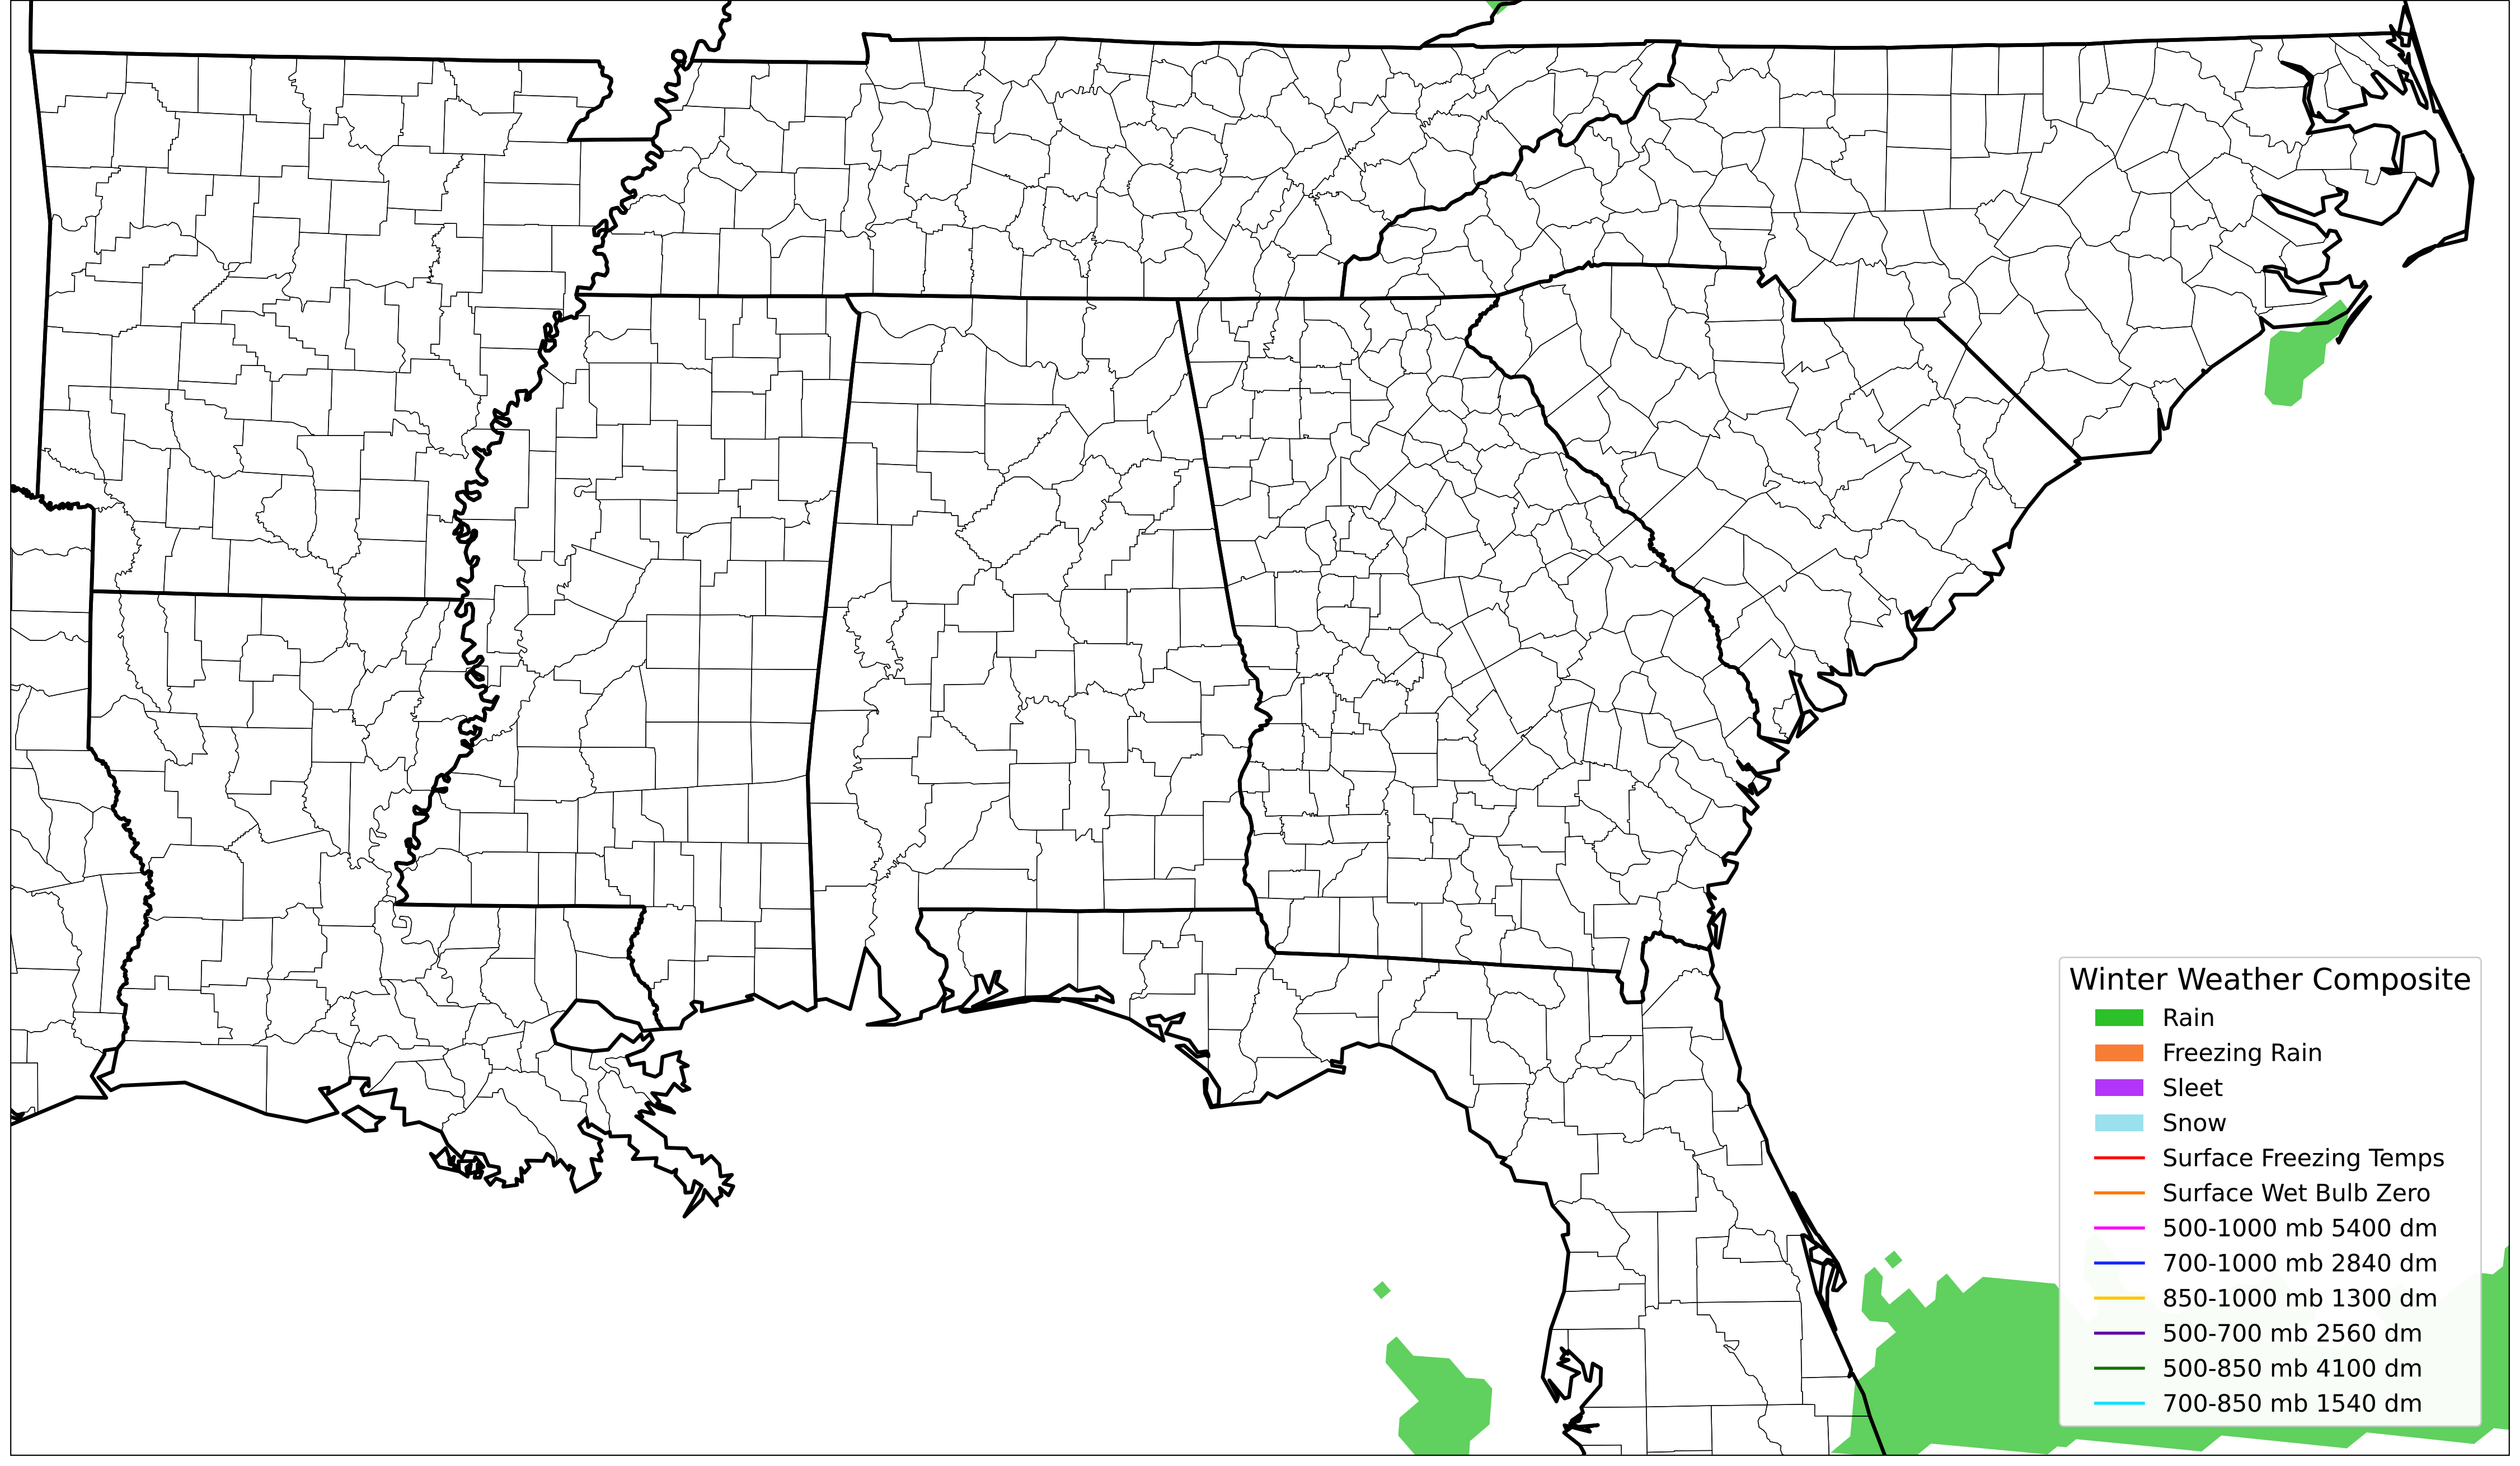 Winter Weather Composite
Rain
Freezing Rain
Sleet
Snow
Surface Freezing Temps
Surface Wet Bulb Zero
500-1000 mb 5400 dm
700-1000 mb 2840 dm
850-1000 mb 1300 dm
500-700 mb 2560 dm
500-850 mb 4100 dm
700-850 mb 1540 dm